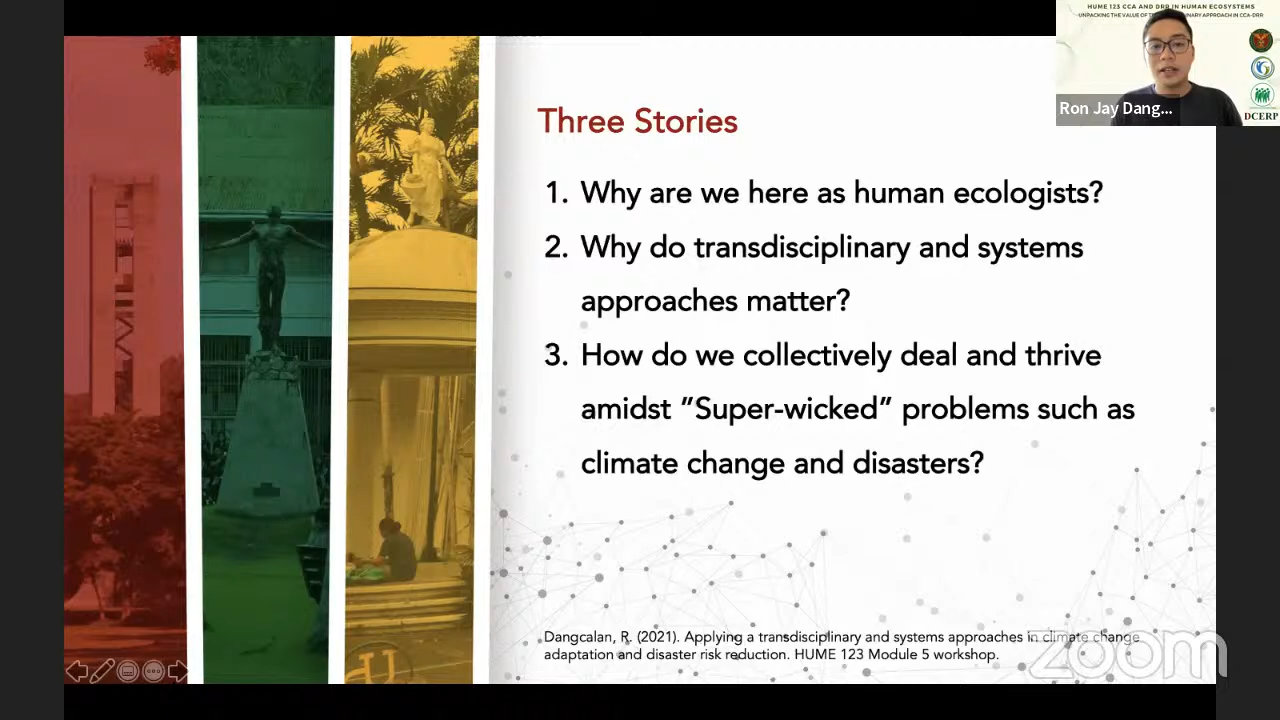 HUME 123 CCA AND DRR IN HUMAN ECOSYSTEMS
Ron Jay Dang...
DCERP
Three Stories
1. Why are we here as human ecologists?
2. Why do transdisciplinary and systems
approaches matter?
3. How do we collectively deal and thrive
amidst ”Super-wicked” problems such as
climate change and disasters?
Dangcalan, R. (2021). Applying a transdisciplinary and systems approaches in climate change
adaptation and disaster risk reduction. HUME 123 Module 5 workshop.
zoom